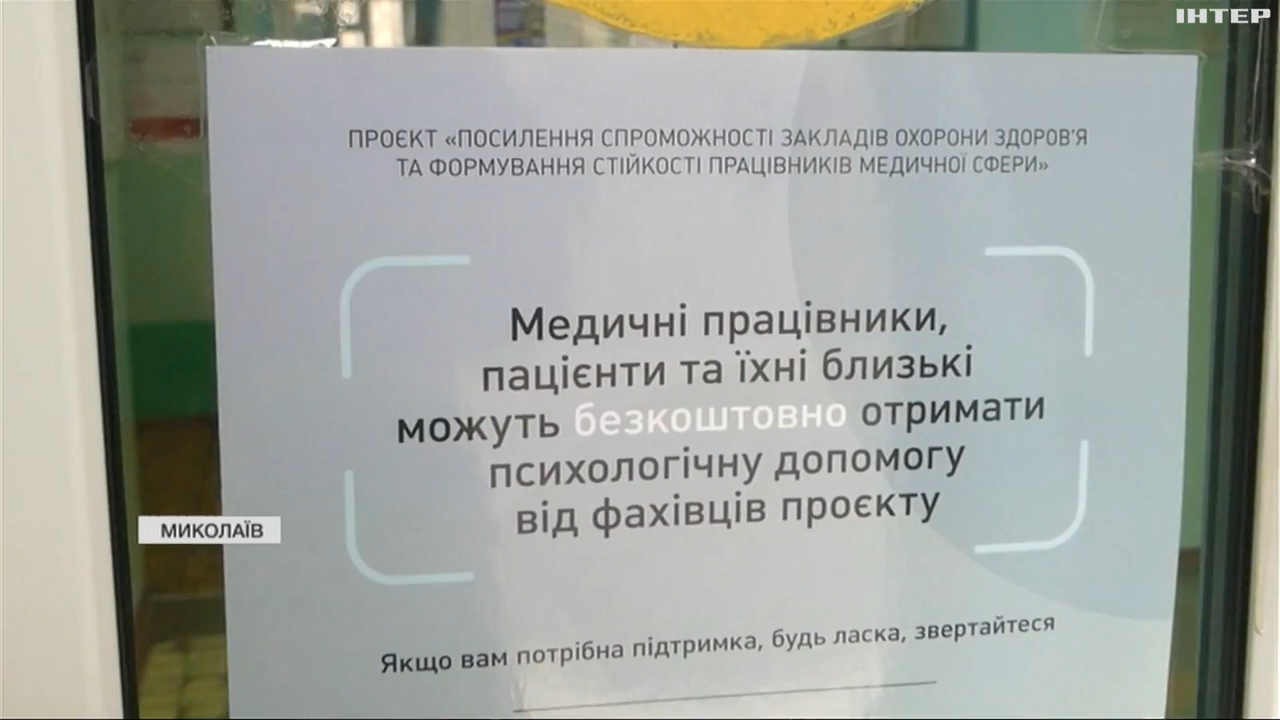 ІНТЕР
ПРОЄКТ «ПОСИЛЕННЯ СПРОМОЖНОСТІ ЗАКЛАДІВ ОХОРОНИ ЗДОРОВ'Я
ТА ФОРМУВАННЯ СТІЙКОСТІ ПРАЦІВНИКІВ МЕДИЧНОЇ СФЕРИ»
Медичні працівники,
пацієнти та їхні близькі
можуть безкоштовно отримати
психологічну допомогу
від фахівців проєкту
МИКОЛАЇВ
Якщо вам потрібна підтримка, будь ласка, звертайтеся